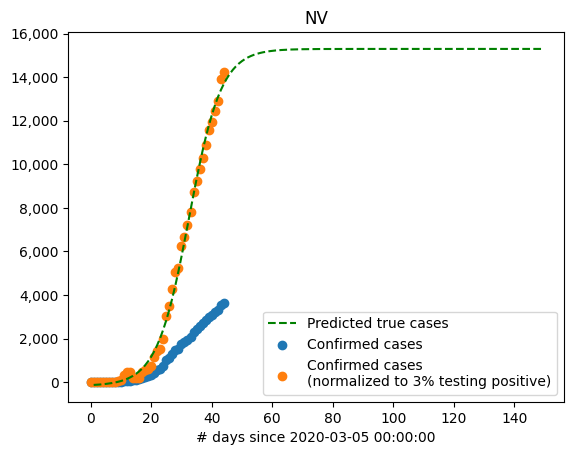 NV
16,000
14,000
12,000
10,000
8,000
6,000
4,000
2,000
0
Predicted true cases
Confirmed cases
Confirmed cases
(normalized to 3% testing positive)
0 20 40 60 80 100 120 140
# days since 2020-03-05 00:00:00